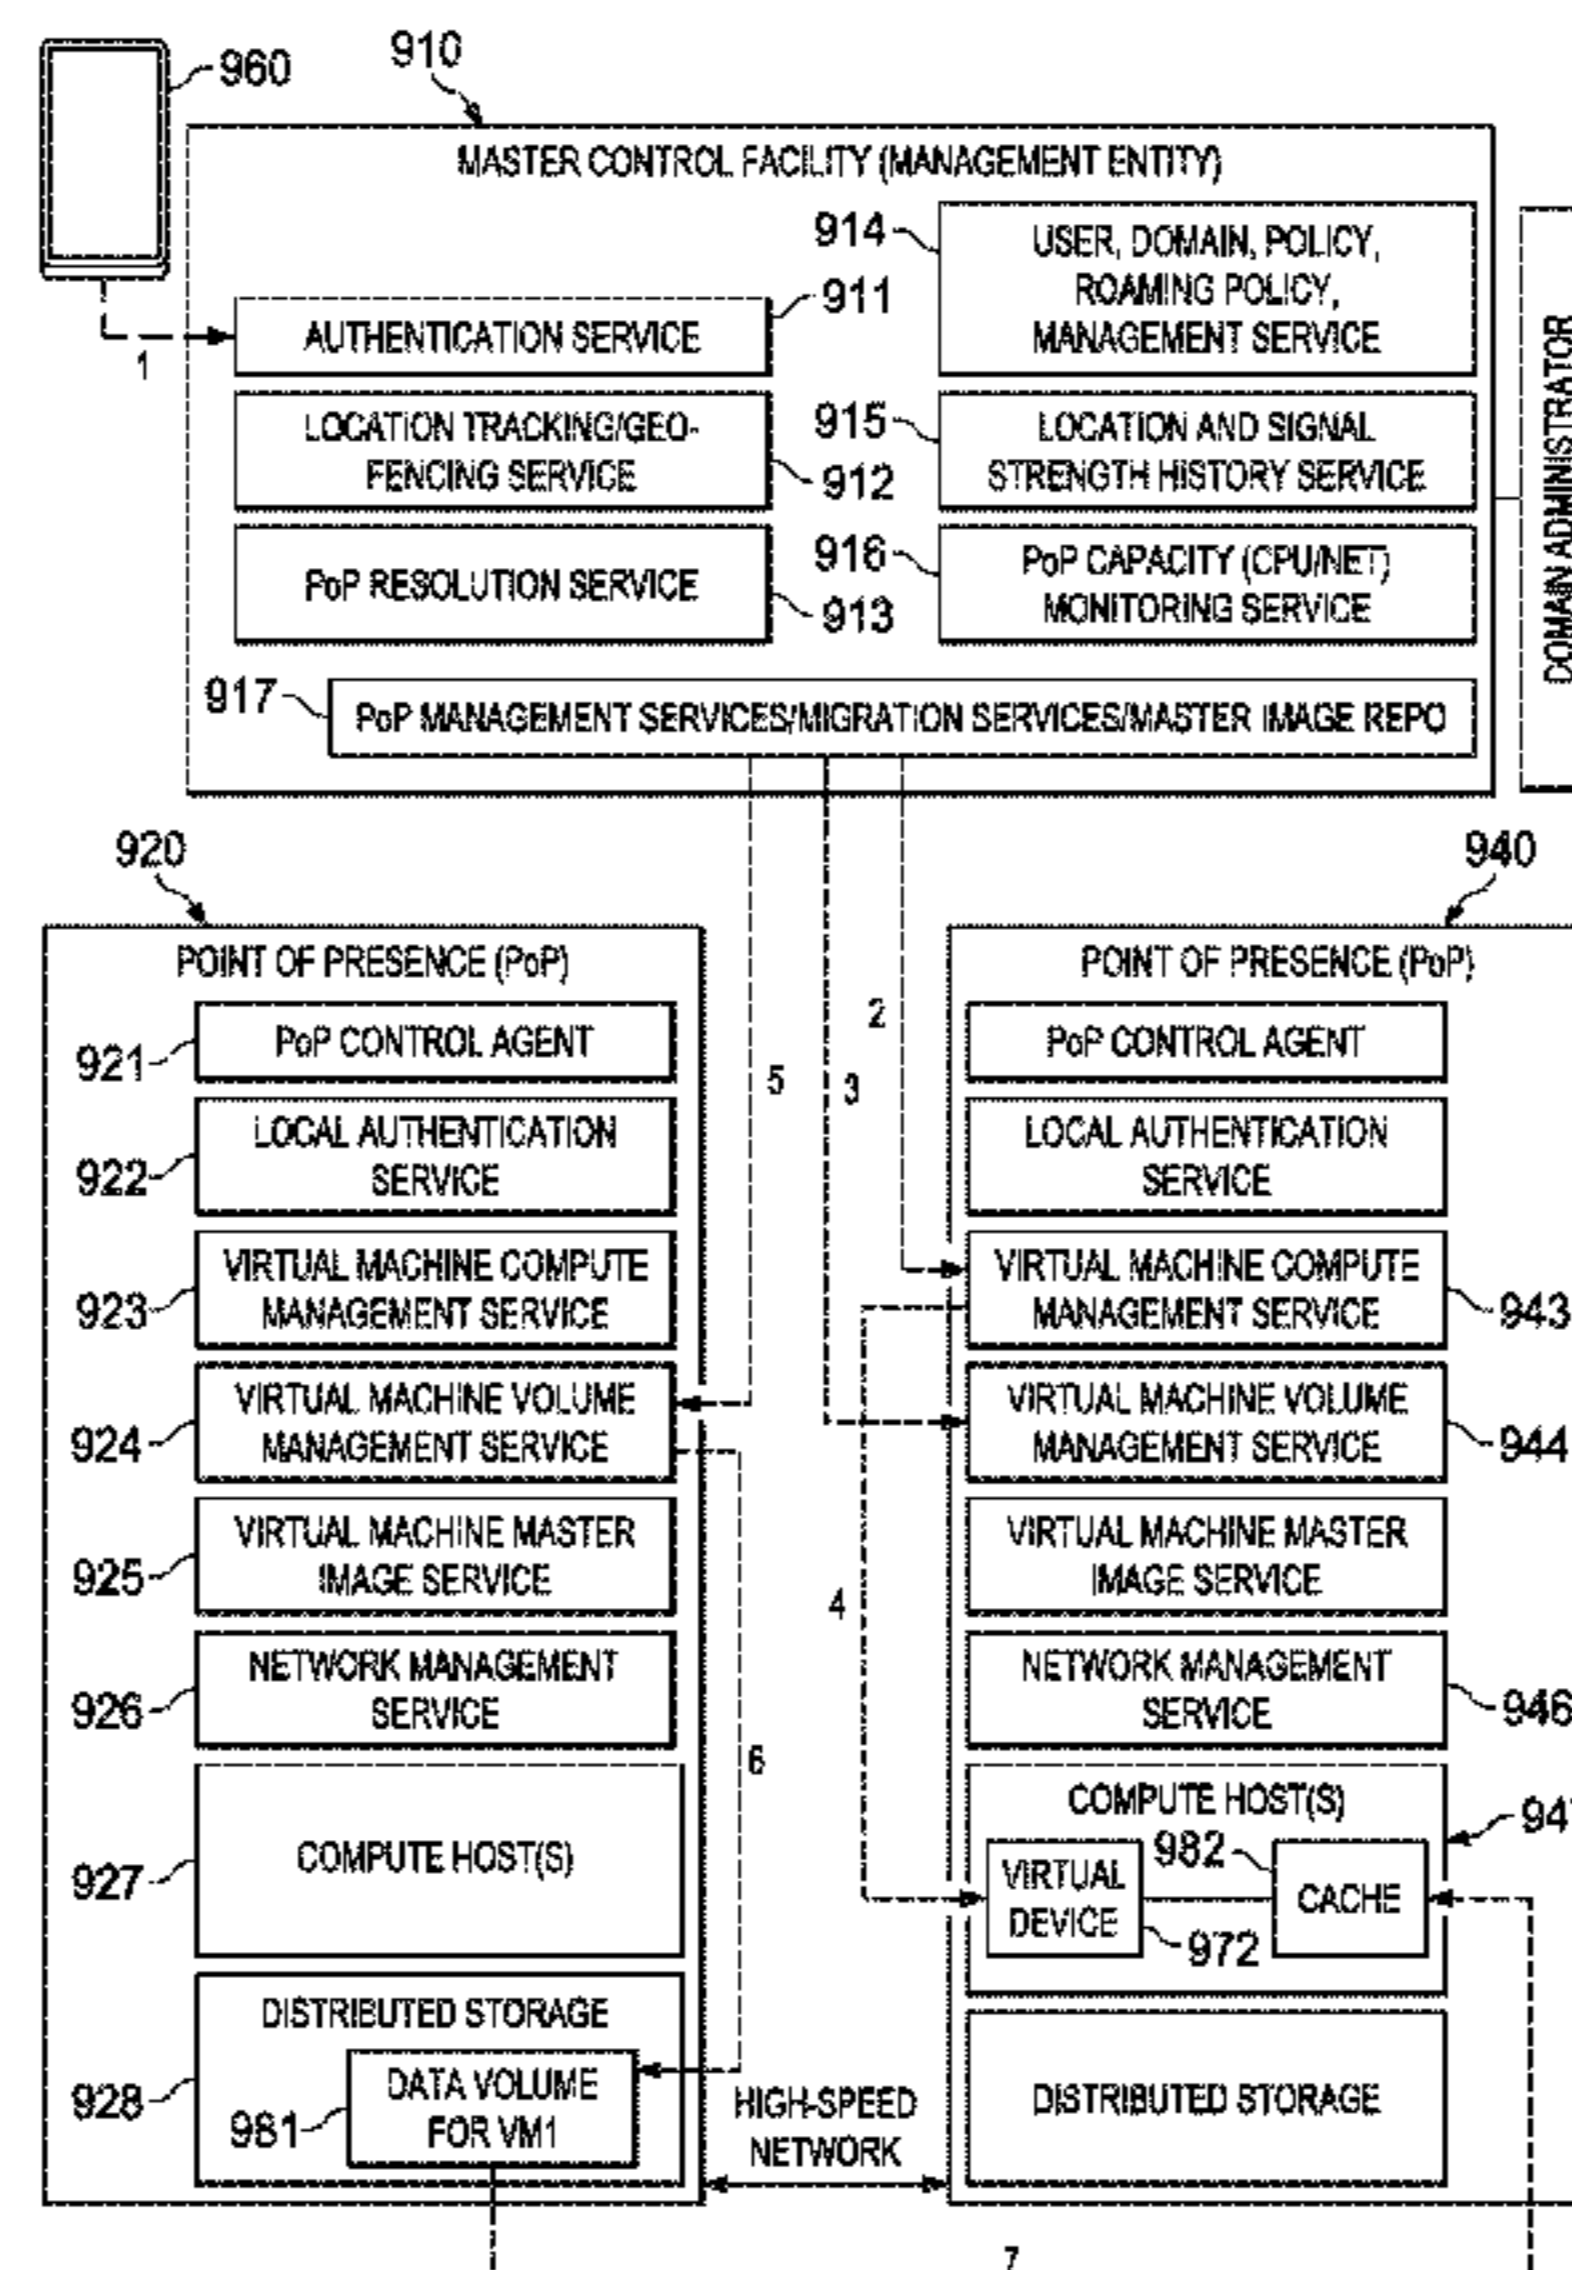 960
910
MASTER CONTROL FACILITY (MANAGEMENT ENTITY)
914
USER, DOMAIN, POLICY,
ROAMING POLICY,
MANAGEMENT SERVICE
911
AUTHENTICATION SERVICE
1
LOCATION TRACKING/GEO-
FENCING SERVICE
912
915
LOCATION AND SIGNAL
STRENGTH HISTORY SERVICE
PoP RESOLUTION SERVICE
913
916
PoP CAPACITY (CPU/NET)
MONITORING SERVICE
917
PoP MANAGEMENT SERVICES/MIGRATION SERVICES/MASTER IMAGE REPO
DOMAIN ADMINISTRATOR
920
POINT OF PRESENCE (PoP)
921
PoP CONTROL AGENT
922
LOCAL AUTHENTICATION
SERVICE
923
VIRTUAL MACHINE COMPUTE
MANAGEMENT SERVICE
924
VIRTUAL MACHINE VOLUME
MANAGEMENT SERVICE
925
VIRTUAL MACHINE MASTER
IMAGE SERVICE
926
NETWORK MANAGEMENT
SERVICE
927
COMPUTE HOST(S)
928
DISTRIBUTED STORAGE
981
DATA VOLUME
FOR VM1
5
3
2
4
6
HIGH-SPEED
NETWORK
7
940
POINT OF PRESENCE (PoP)
PoP CONTROL AGENT
LOCAL AUTHENTICATION
SERVICE
VIRTUAL MACHINE COMPUTE
MANAGEMENT SERVICE
943
VIRTUAL MACHINE VOLUME
MANAGEMENT SERVICE
944
VIRTUAL MACHINE MASTER
IMAGE SERVICE
NETWORK MANAGEMENT
SERVICE
946
COMPUTE HOST(S)
982
VIRTUAL
DEVICE
CACHE
972
DISTRIBUTED STORAGE